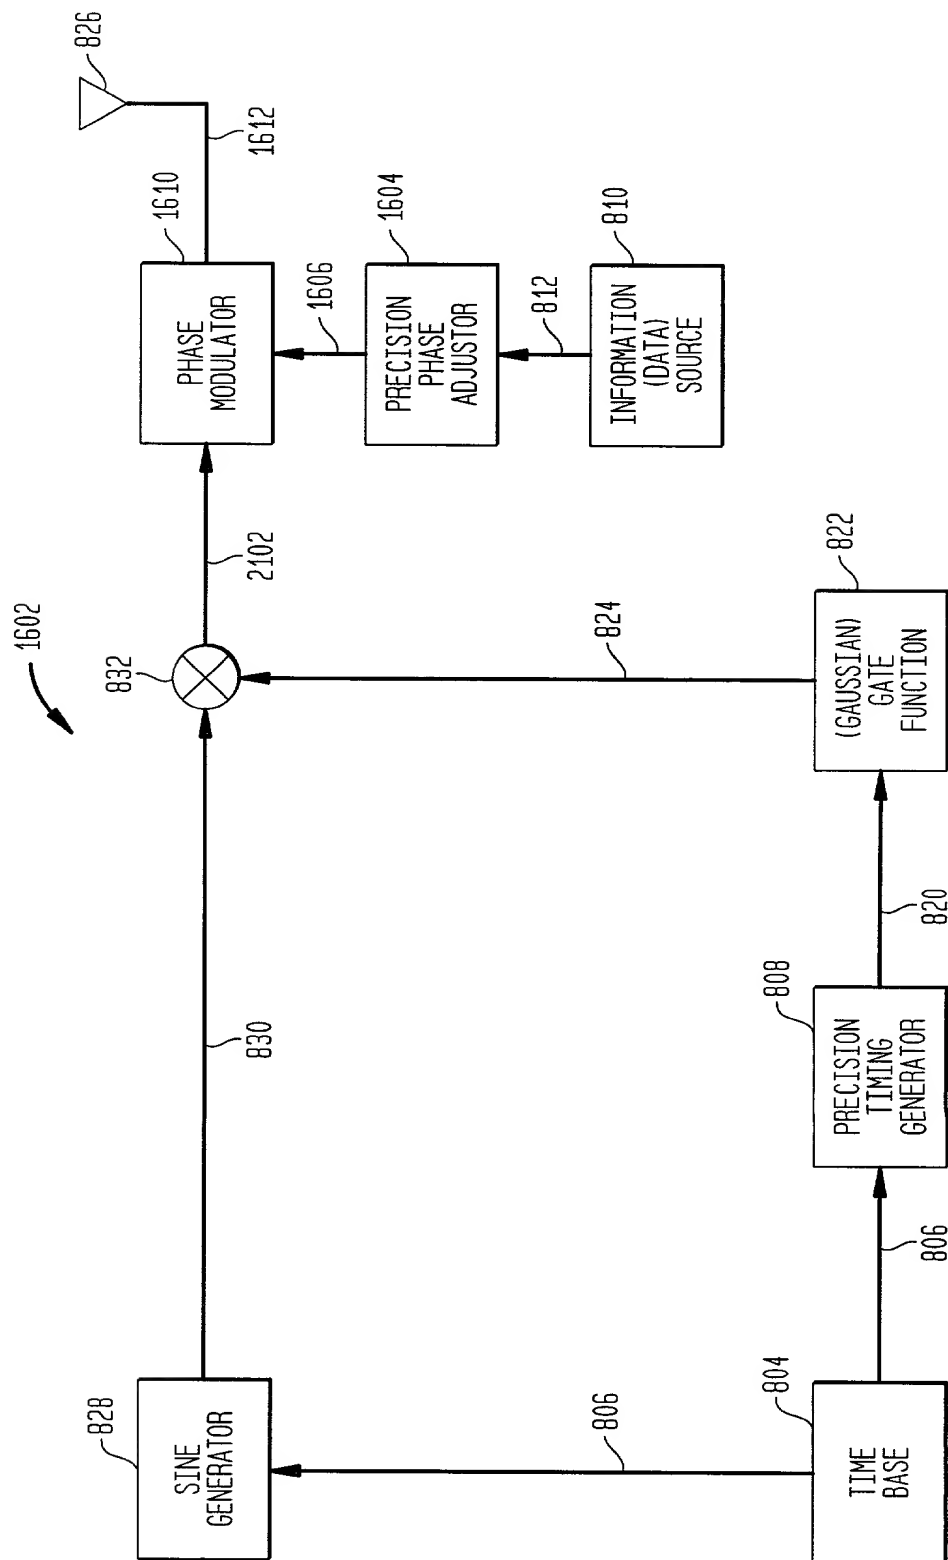 1602
828
SINE
GENERATOR
830
832
2102
PHASE
MODULATOR
1610
1612
826
1606
PRECISION
PHASE
ADJUSTOR
1604
812
INFORMATION
(DATA)
SOURCE
810
806
824
TIME
BASE
804
806
PRECISION
TIMING
GENERATOR
808
820
(GAUSSIAN)
GATE
FUNCTION
822